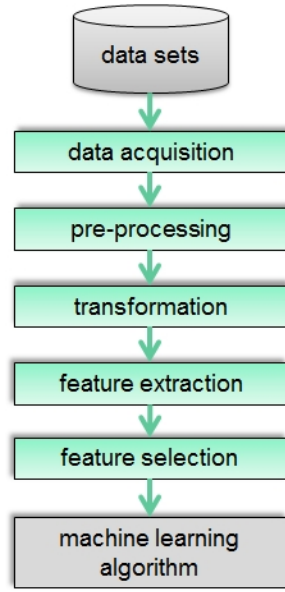 data sets
data acquisition
pre-processing
transformation
feature extraction
feature selection
machine learning
algorithm